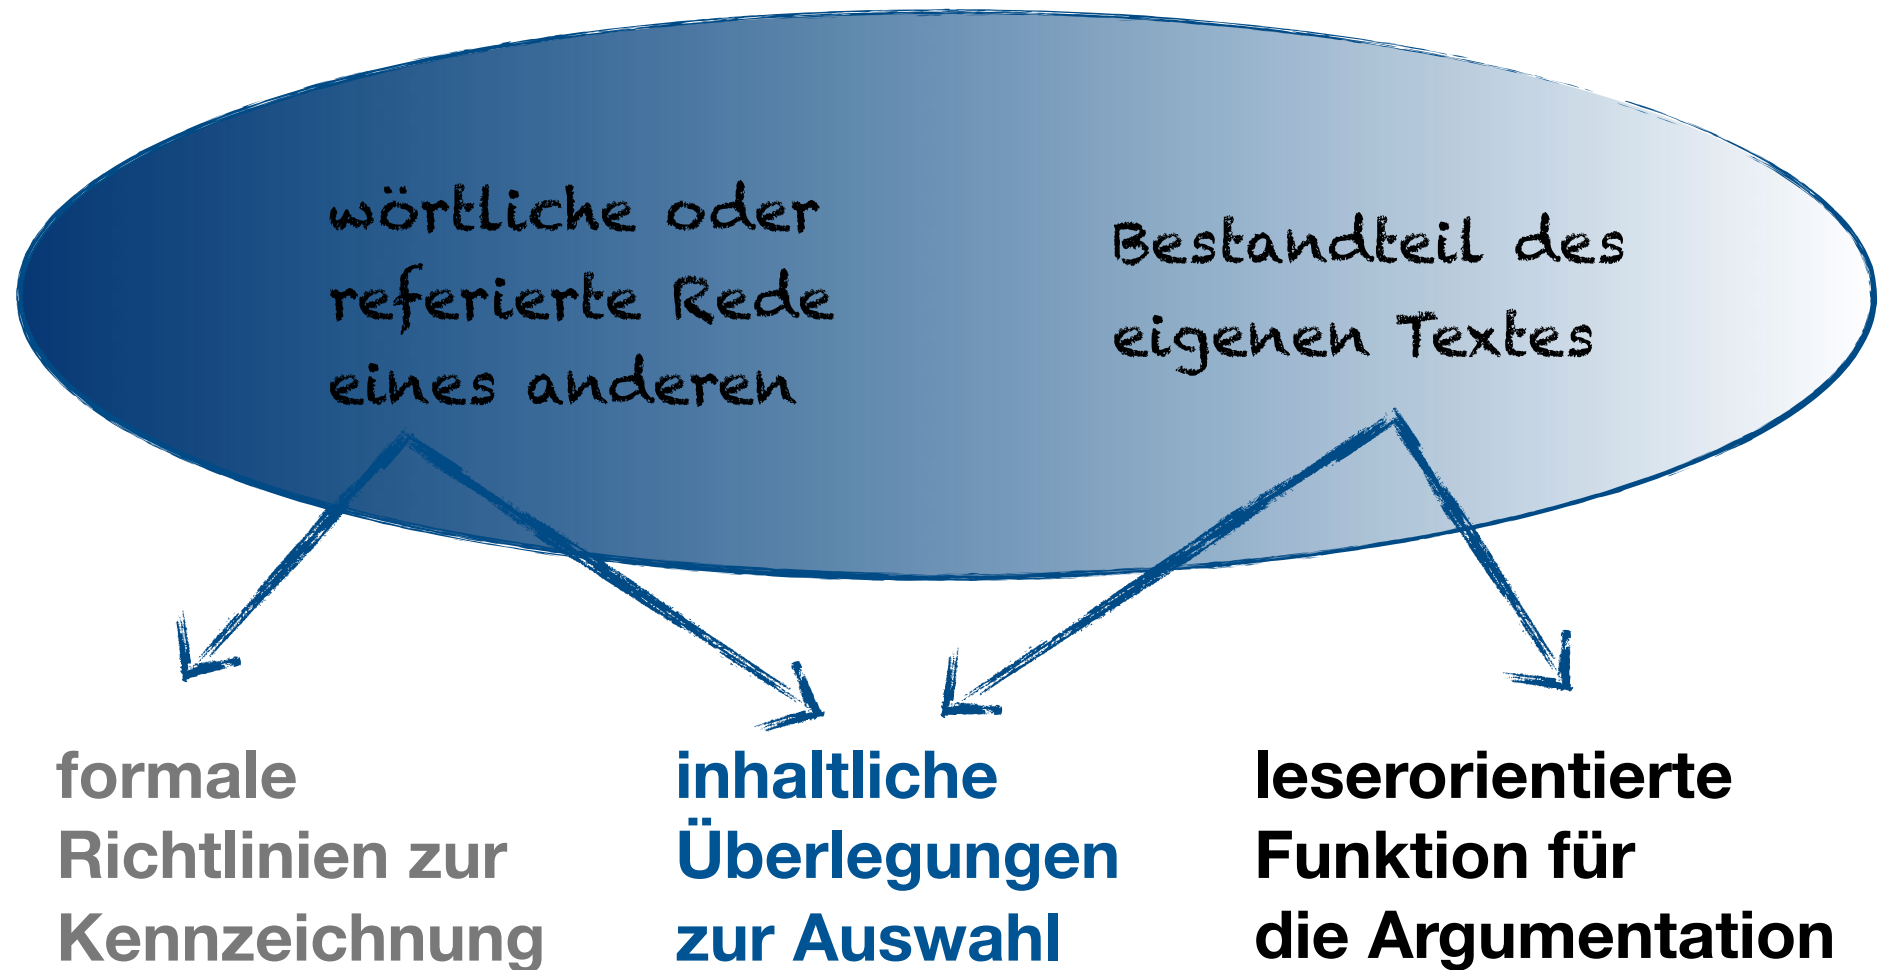 wörtliche oder
referierte Rede
eines anderen
Bestandteil des
eigenen Textes
formale
Richtlinien zur
Kennzeichnung
inhaltliche
Überlegungen
zur Auswahl
leserorientierte
Funktion für
die Argumentation